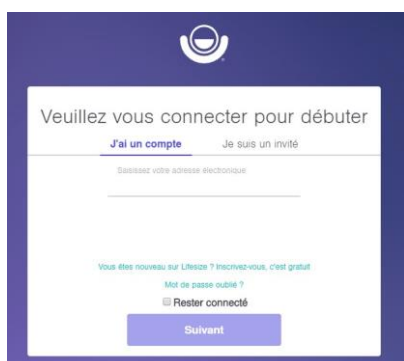 Veuillez vous connecter pour débuter
J'ai un compte Je suis un invité
Saisissez votre adresse électronique
Vous êtes nouveau sur Lifesize ? Inscrivez-vous, c'est gratuit
Mot de passe oublié ?
Rester connecté
Suivant